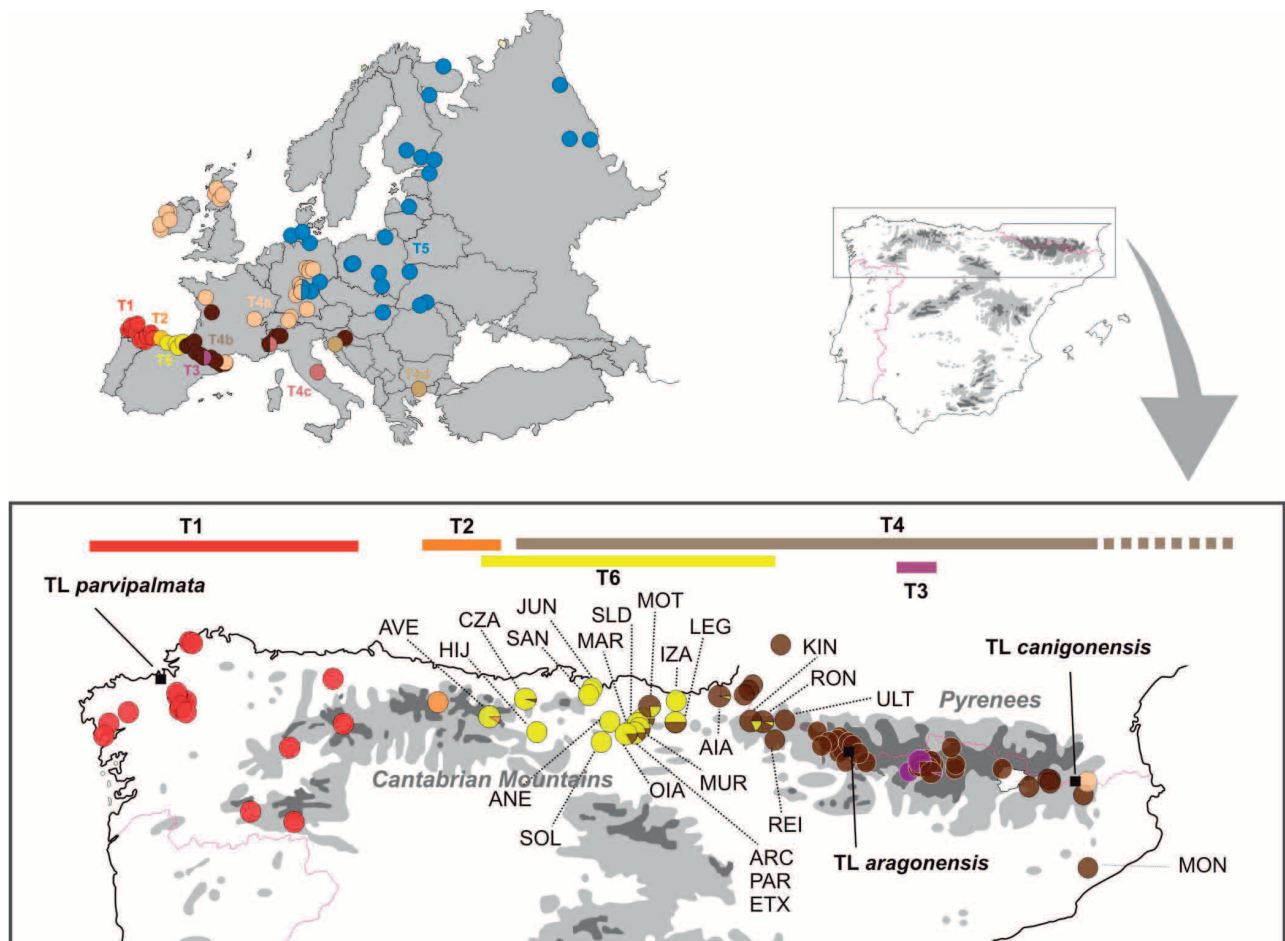 T5
T1
T2
T4a
T4b
T6
T3
T4c
T4d
T1
T2
T4
T6
T3
TL parvipalmata
JUN
SLD
MOT
CZA
SAN
MAR
LEG
AVE
HIJ
IZA
KIN
TL canigonensis
RON
ULT
Pyrenees
Cantabrian Mountains
AIA
ANE
OIA
MUR
SOL
REI
TL aragonensis
ARC
PAR
ETX
MON